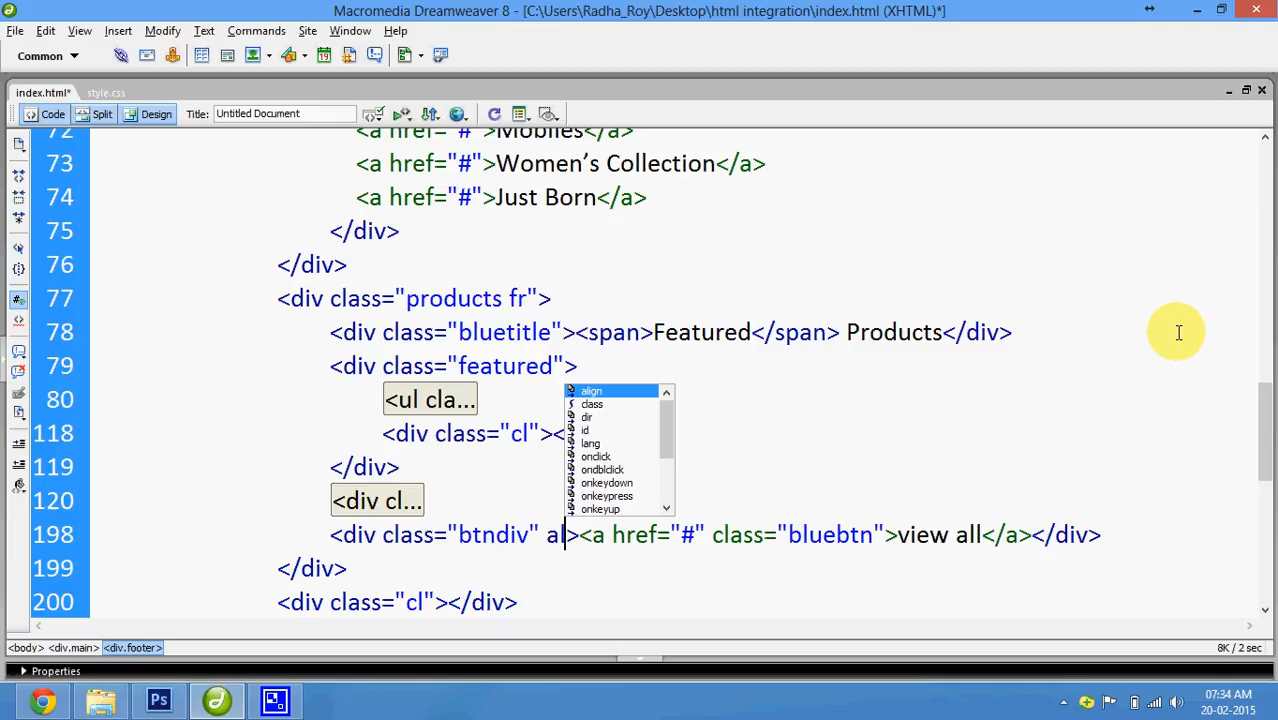 Macromedia Dreamweaver 8 - [C:\Users\Radha_Roy\Desktop\html integration\index.html (XHTML)*]
File Edit View Insert Modify Text Commands Site Window Help
Common
index.html* style.css
Code Split Design Title: Untitled Document
72 <a href="#">Mobiles</a>
73 <a href="#">Women’s Collection</a>
74 <a href="#">Just Born</a>
75 </div>
76 </div>
77 <div class="products fr">
78 <div class="bluetitle"><span>Featured</span> Products</div>
79 <div class="featured">
80 <ul cla...
118 <div class="cl"><
119 </div>
120 <div cl...
198 <div class="btndiv" al><a href="#" class="bluebtn">view all</a></div>
199 </div>
200 <div class="cl"></div>
align
class
dir
id
lang
onclick
ondblclick
onkeydown
onkeypress
onkeyup
<body> <div.main> <div.footer> 8K / 2 sec
Properties
Ps
07:34 AM
20-02-2015